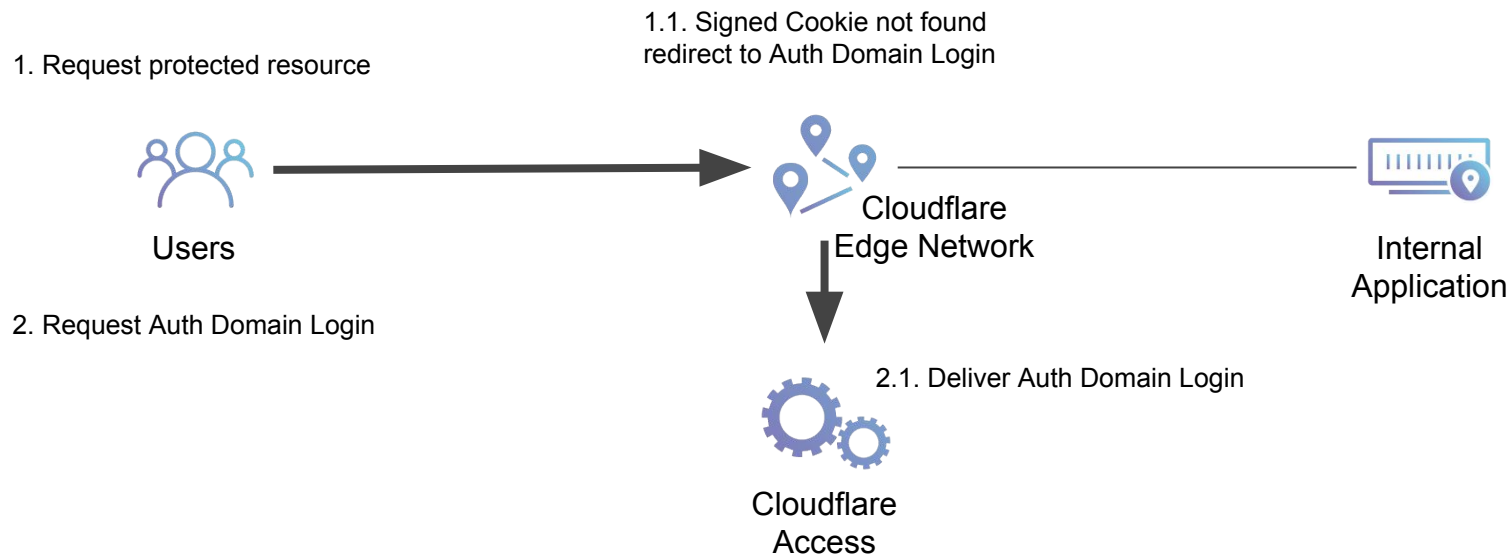 1.1. Signed Cookie not found
redirect to Auth Domain Login
1. Request protected resource
Users
Cloudflare
Edge Network
Internal
Application
2. Request Auth Domain Login
2.1. Deliver Auth Domain Login
Cloudflare
Access